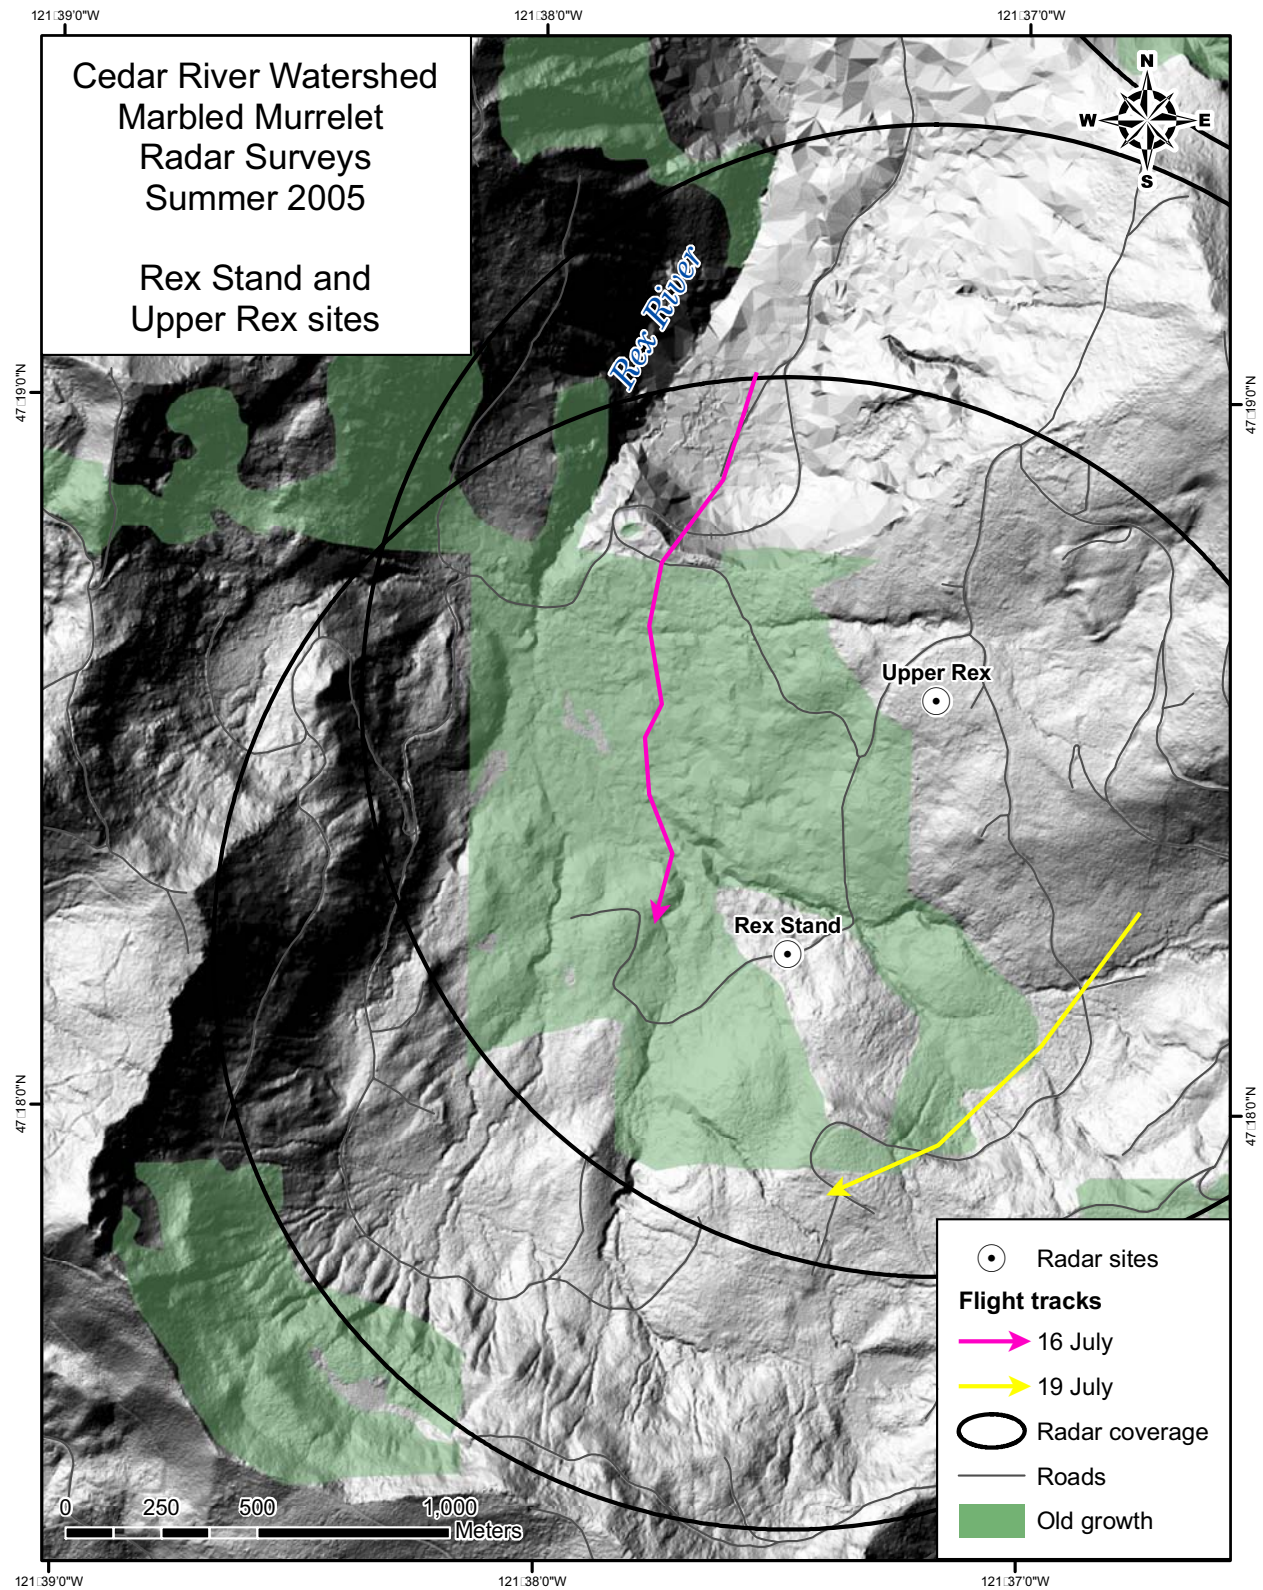 121□39'0"W
121□38'0"W
121□37'0"W
Cedar River Watershed
Marbled Murrelet
Radar Surveys
Summer 2005
Rex Stand and
Upper Rex sites
N
W
E
S
Rex River
47□19'0"N
47□19'0"N
Upper Rex
Rex Stand
47□18'0"N
47□18'0"N
Radar sites
Flight tracks
16 July
19 July
Radar coverage
Roads
Old growth
0
250
500
1,000
Meters
121□39'0"W
121□38'0"W
121□37'0"W